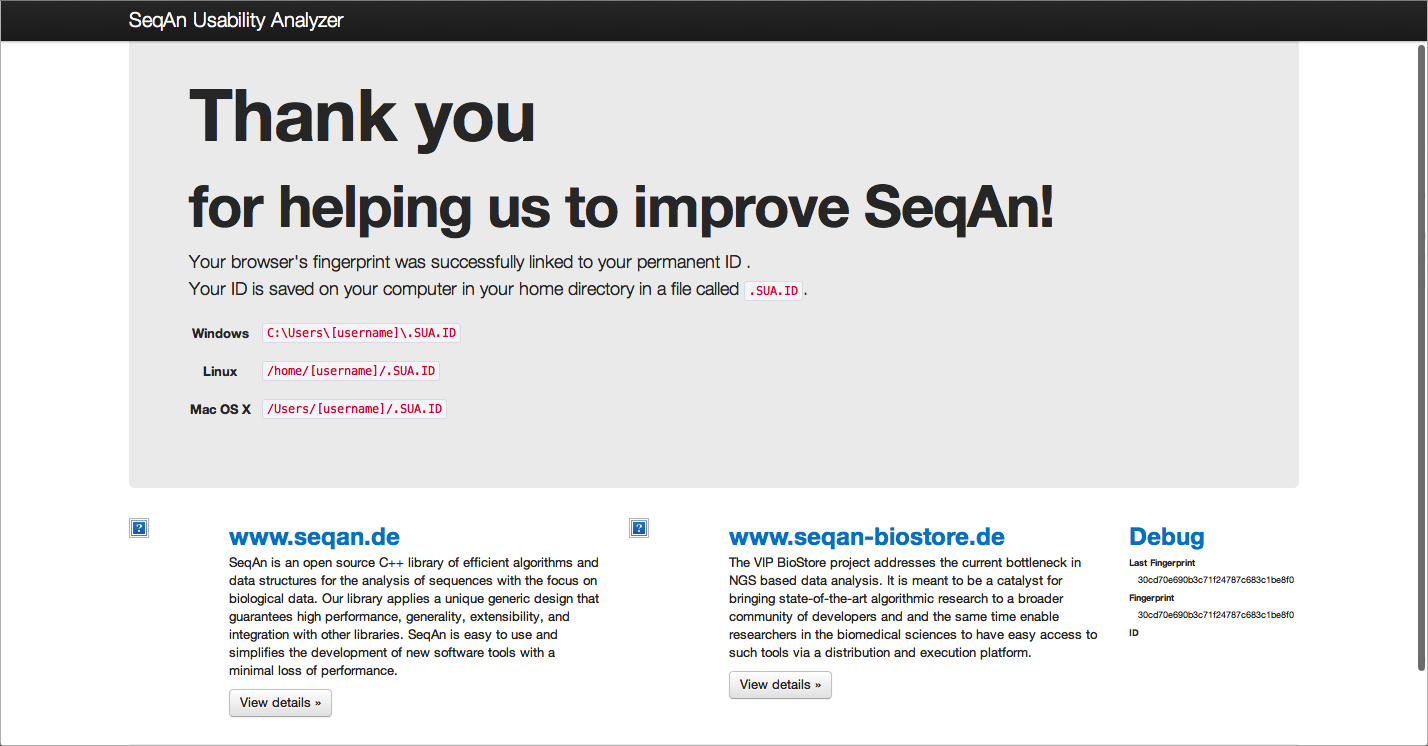 SeqAn Usability Analyzer
Thank you
for helping us to improve SeqAn!
Your browser's fingerprint was successfully linked to your permanent ID .
Your ID is saved on your computer in your home directory in a file called .SUA.ID.
Windows C:\Users\[username]\.SUA.ID
Linux /home/[username]/.SUA.ID
Mac OS X /Users/[username]/.SUA.ID
www.seqan.de
SeqAn is an open source C++ library of efficient algorithms and
data structures for the analysis of sequences with the focus on
biological data. Our library applies a unique generic design that
guarantees high performance, generality, extensibility, and
integration with other libraries. SeqAn is easy to use and
simplifies the development of new software tools with a
minimal loss of performance.
View details »
www.seqan-biostore.de
The VIP BioStore project addresses the current bottleneck in
NGS based data analysis. It is meant to be a catalyst for
bringing state-of-the-art algorithmic research to a broader
community of developers and and the same time enable
researchers in the biomedical sciences to have easy access to
such tools via a distribution and execution platform.
View details »
Debug
Last Fingerprint
30cd70e690b3c71f24787c683c1be8f0
Fingerprint
30cd70e690b3c71f24787c683c1be8f0
ID